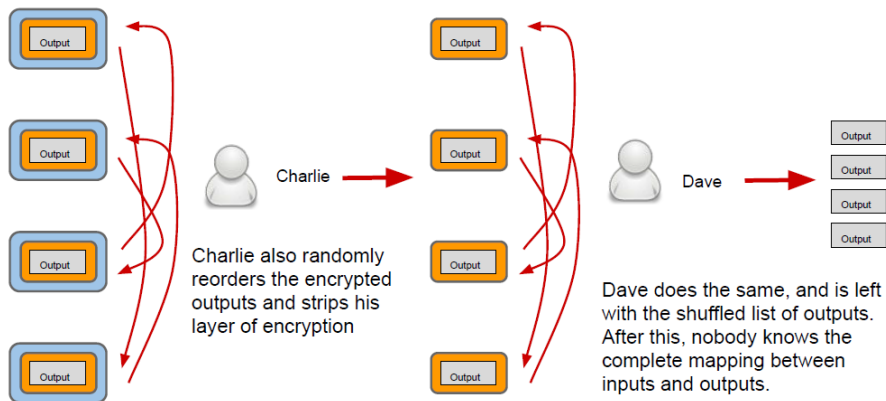 Output
Output
Output
Output
Charlie
Charlie also randomly
reorders the encrypted
outputs and strips his
layer of encryption
Output
Output
Output
Output
Dave
Dave does the same, and is left
with the shuffled list of outputs.
After this, nobody knows the
complete mapping between
inputs and outputs.
Output
Output
Output
Output